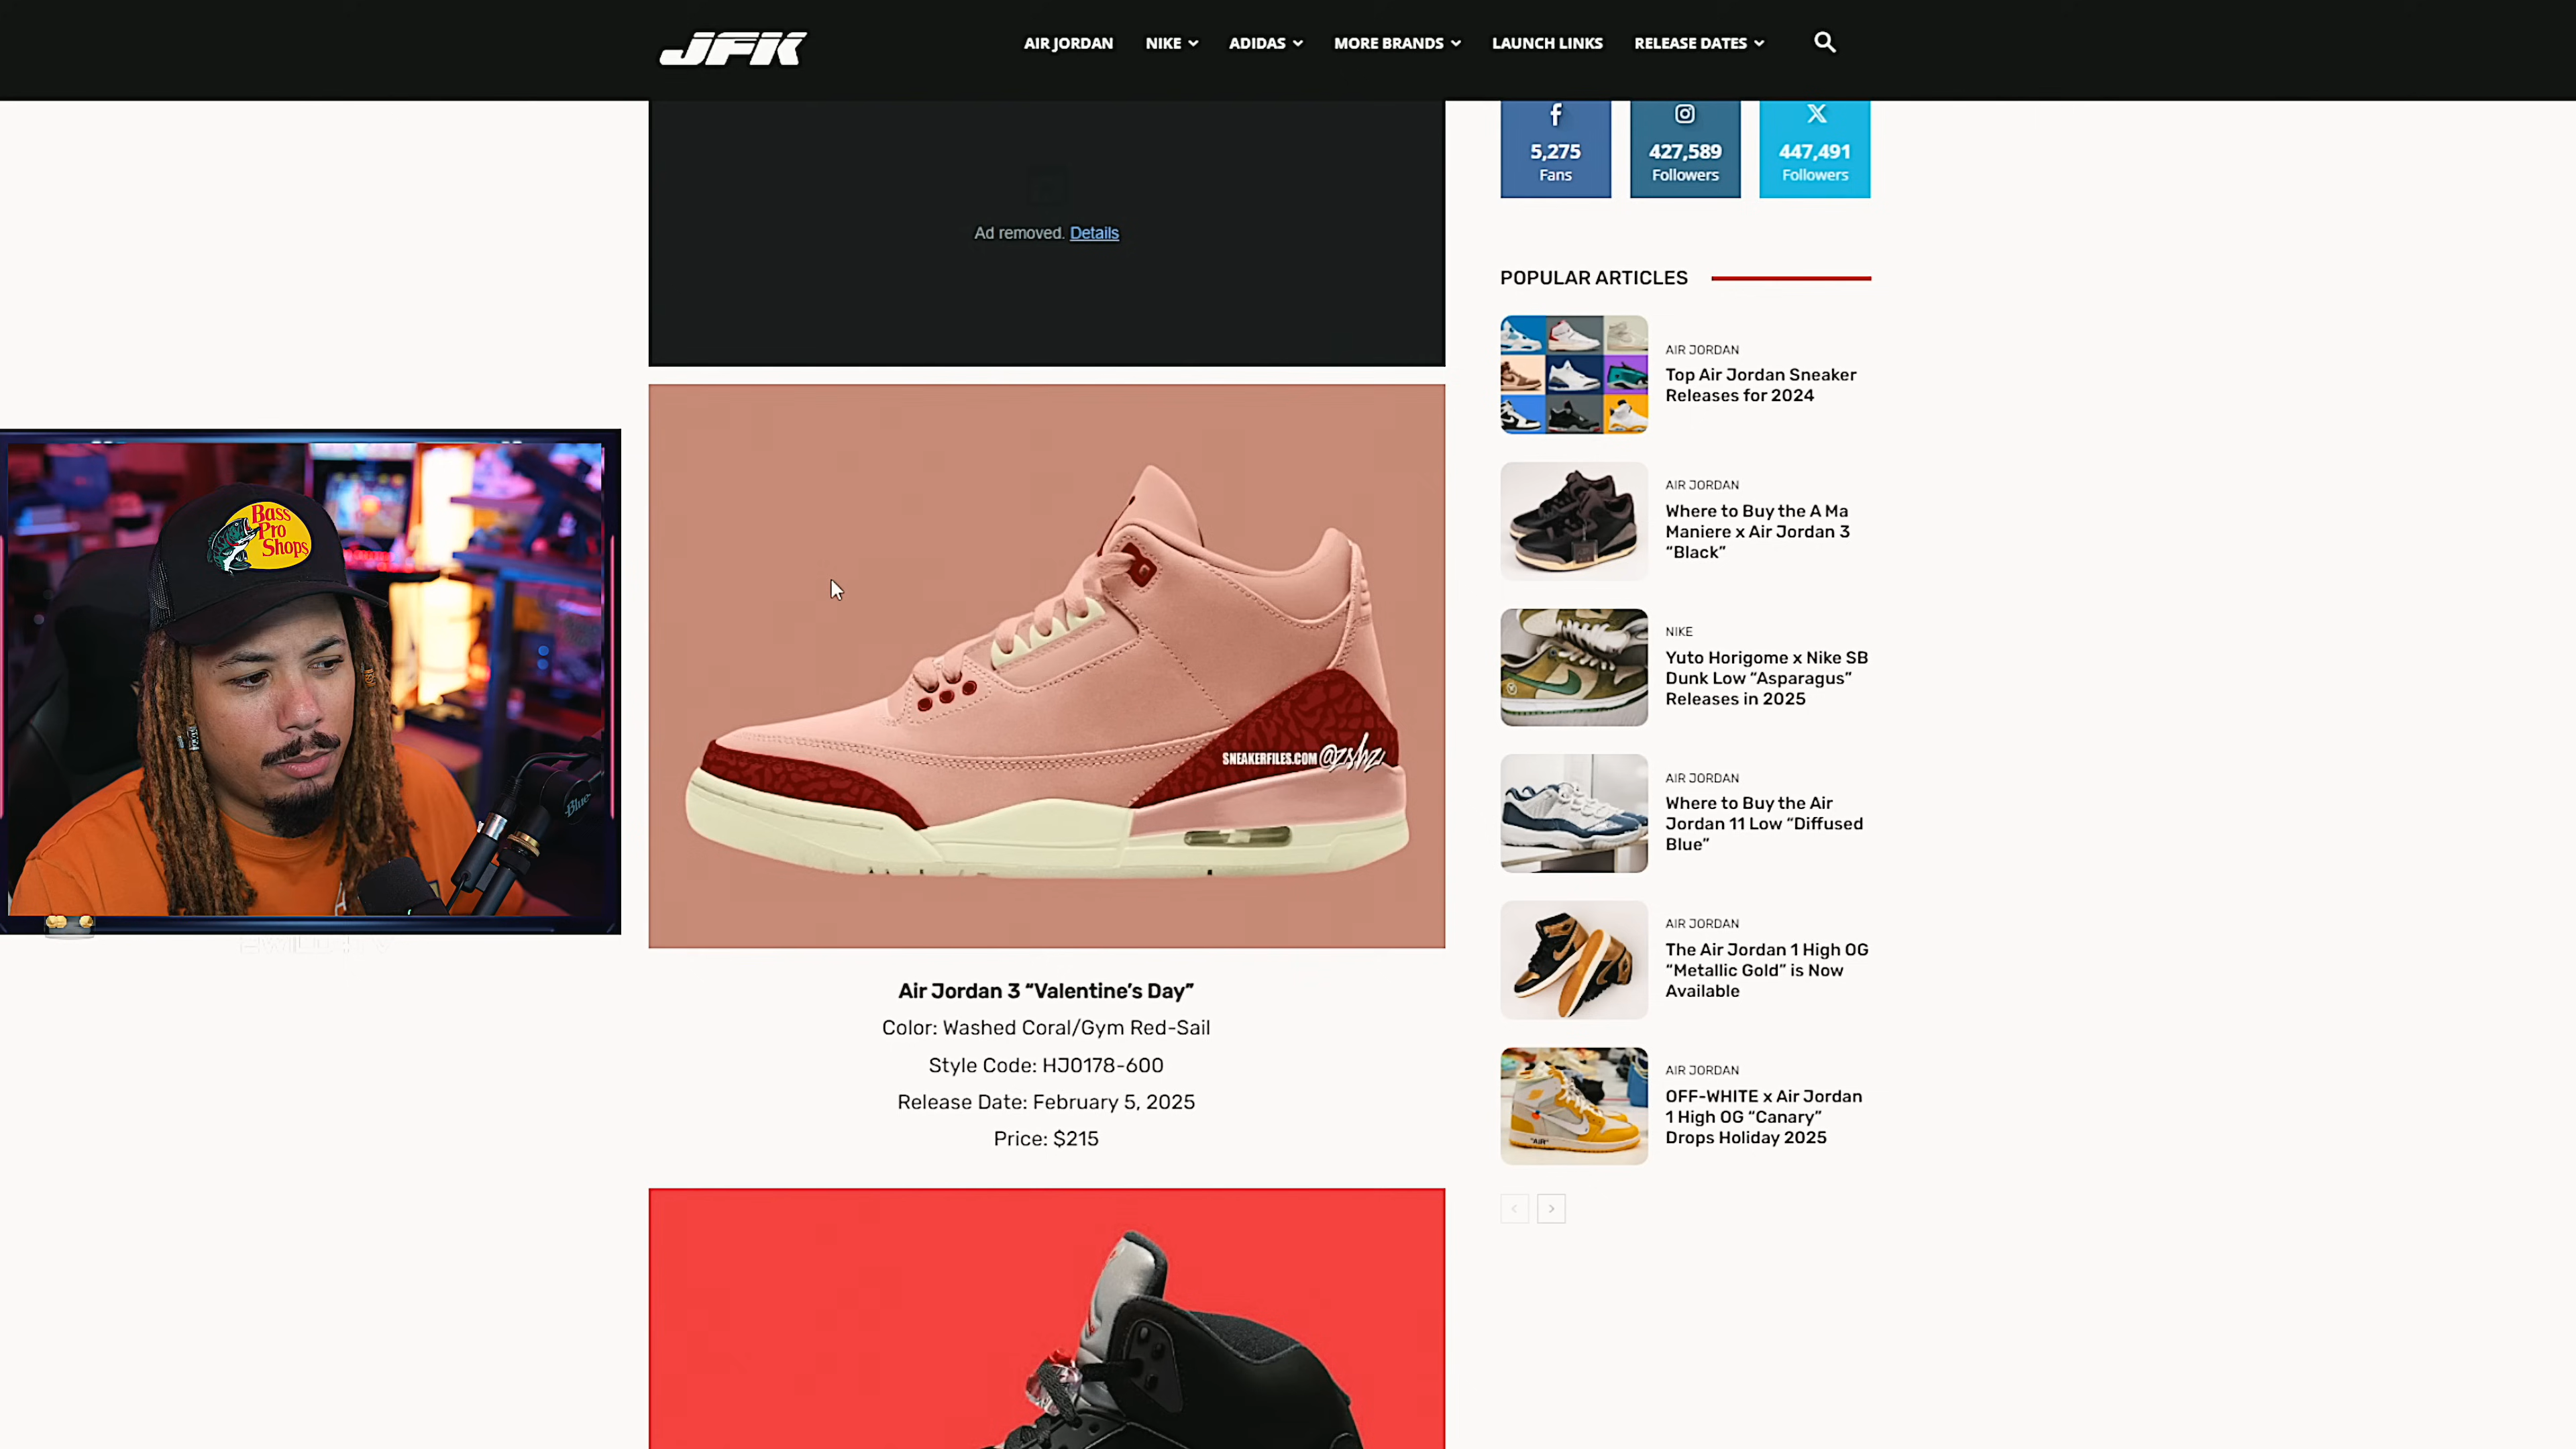 JFK
AIR JORDAN
NIKE
ADIDAS
MORE BRANDS
LAUNCH LINKS
RELEASE DATES
5,275
Fans
427,589
Followers
447,491
Followers
Ad removed. Details
POPULAR ARTICLES
AIR JORDAN
Top Air Jordan Sneaker
Releases for 2024
AIR JORDAN
Where to Buy the A Ma
Maniere x Air Jordan 3
“Black”
NIKE
Yuto Horigome x Nike SB
Dunk Low “Asparagus”
Releases in 2025
AIR JORDAN
Where to Buy the Air
Jordan 11 Low “Diffused
Blue”
AIR JORDAN
The Air Jordan 1 High OG
“Metallic Gold” is Now
Available
AIR JORDAN
OFF-WHITE x Air Jordan
1 High OG “Canary”
Drops Holiday 2025
Bass
Pro
Shops
Blue
SNEAKERFILES.COM @zshz
Air Jordan 3 “Valentine’s Day”
Color: Washed Coral/Gym Red-Sail
Style Code: HJ0178-600
Release Date: February 5, 2025
Price: $215